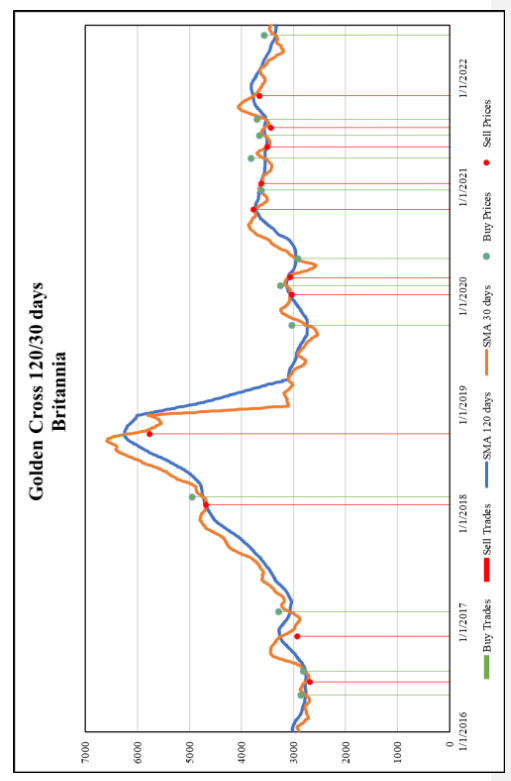 Golden Cross 120/30 days
Britannia
7000
6000
5000
4000
3000
2000
1000
0
1/1/2016
1/1/2017
1/1/2018
1/1/2019
1/1/2020
1/1/2021
1/1/2022
Buy Trades
Sell Trades
SMA 120 days
SMA 30 days
Buy Prices
Sell Prices